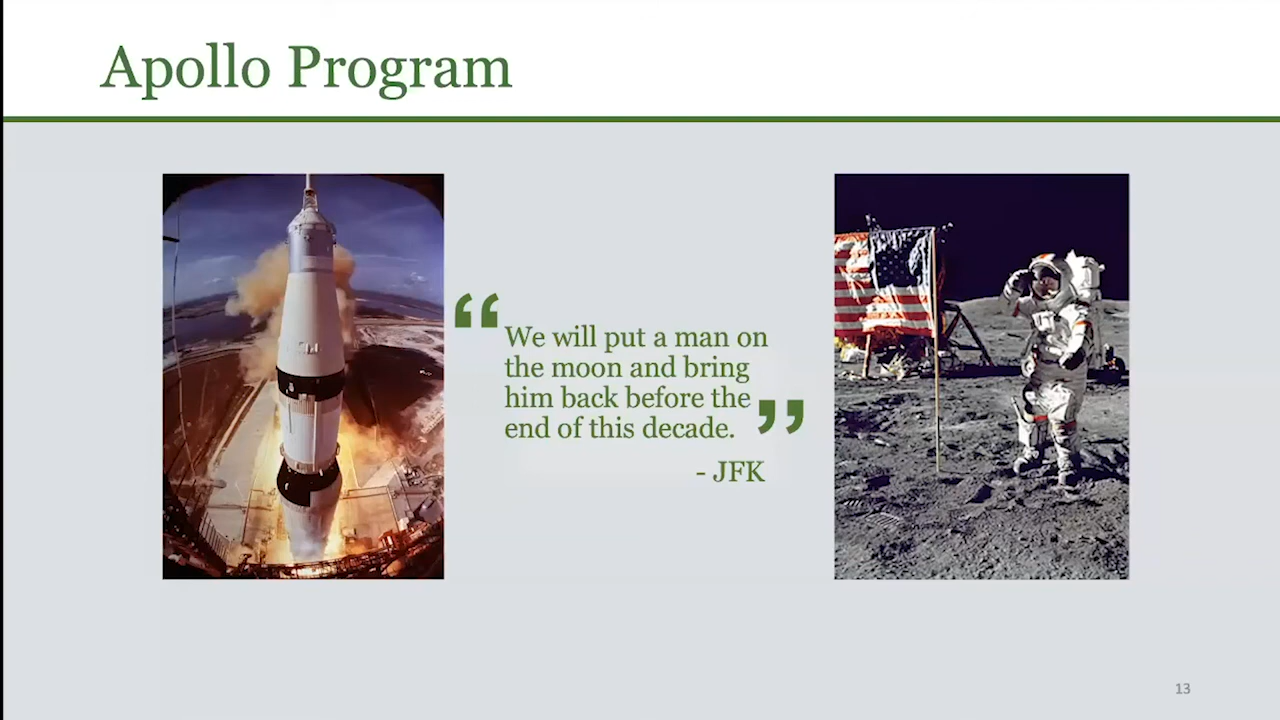 Apollo Program
“ We will put a man on
the moon and bring
him back before the
end of this decade. ”
- JFK
13